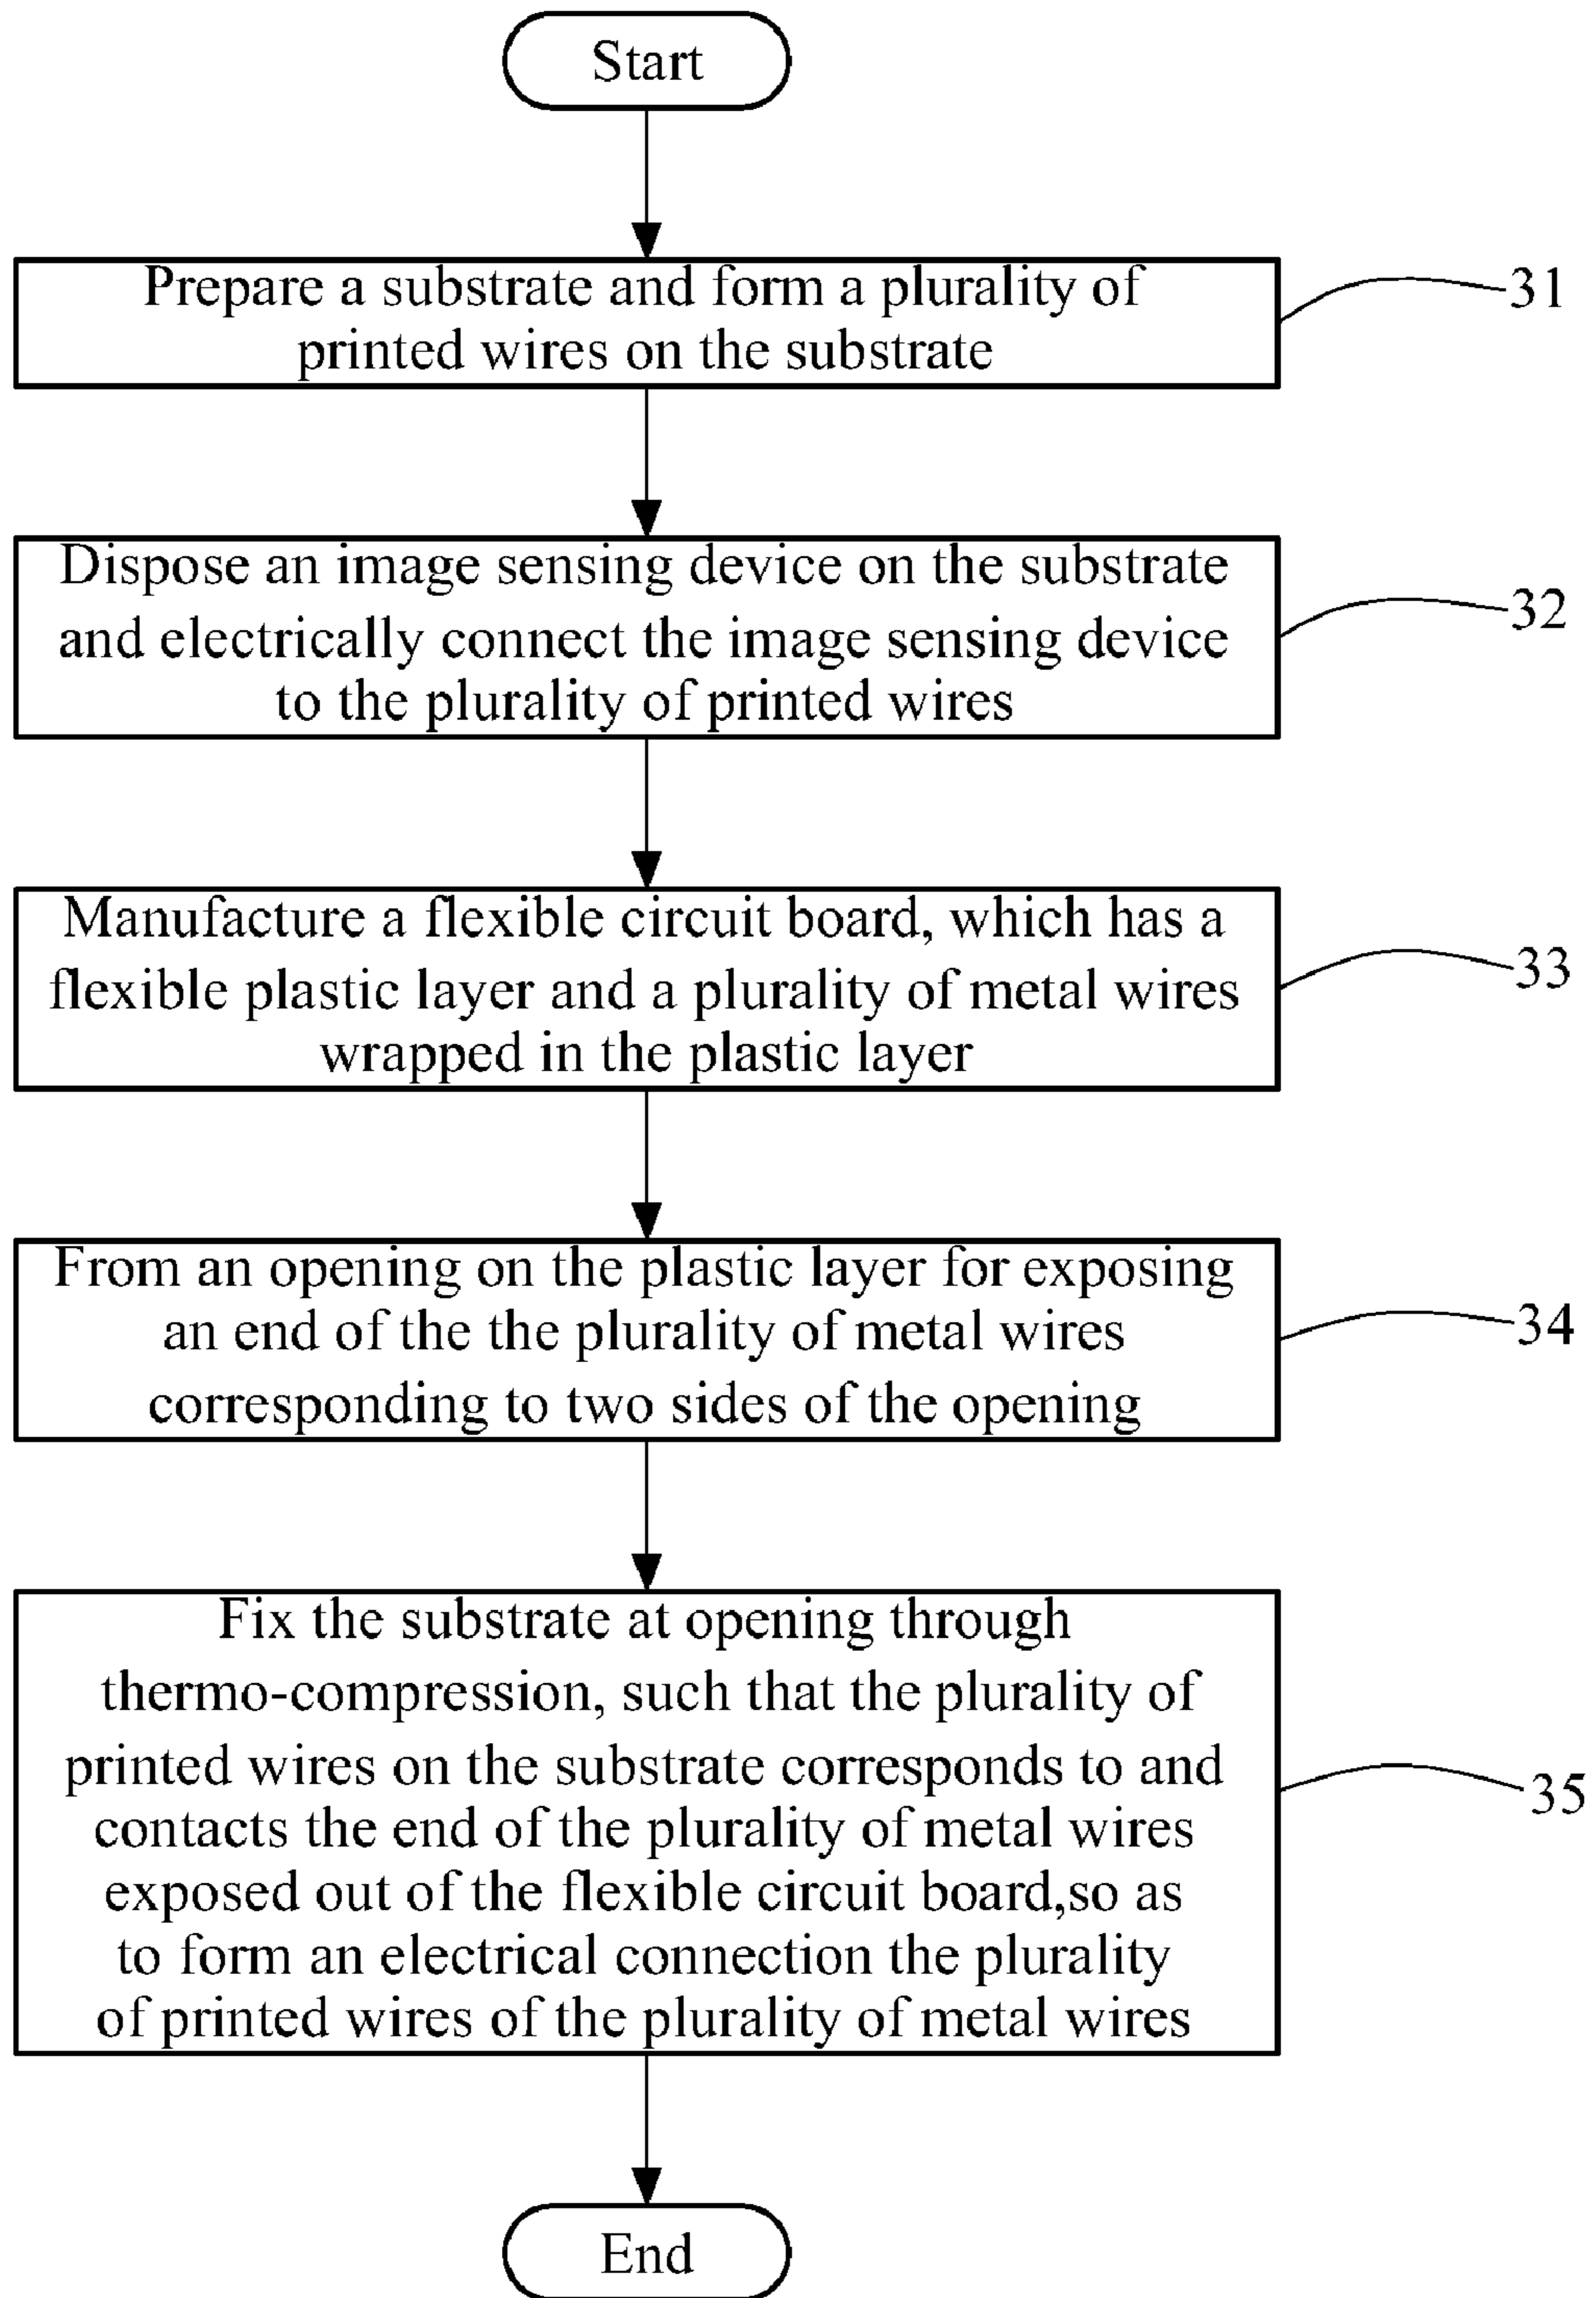 Start
Prepare a substrate and form a plurality of
printed wires on the substrate
31
Dispose an image sensing device on the substrate
and electrically connect the image sensing device
to the plurality of printed wires
32
Manufacture a flexible circuit board, which has a
flexible plastic layer and a plurality of metal wires
wrapped in the plastic layer
33
From an opening on the plastic layer for exposing
an end of the the plurality of metal wires
corresponding to two sides of the opening
34
Fix the substrate at opening through
thermo-compression, such that the plurality of
printed wires on the substrate corresponds to and
contacts the end of the plurality of metal wires
exposed out of the flexible circuit board,so as
to form an electrical connection the plurality
of printed wires of the plurality of metal wires
35
End